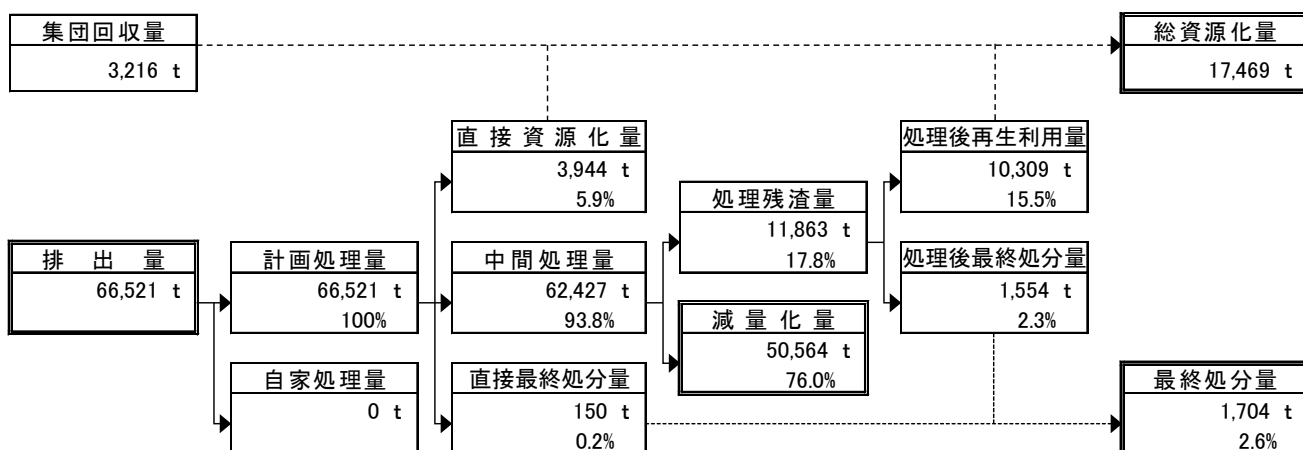 集団回収量
3,216 t
総資源化量
17,469 t
直接資源化量
3,944 t
5.9%
処理後再生利用量
10,309 t
15.5%
処理残渣量
11,863 t
17.8%
排出量
66,521 t
計画処理量
66,521 t
100%
中間処理量
62,427 t
93.8%
処理後最終処分量
1,554 t
2.3%
減量化量
50,564 t
76.0%
自家処理量
0 t
直接最終処分量
150 t
0.2%
最終処分量
1,704 t
2.6%